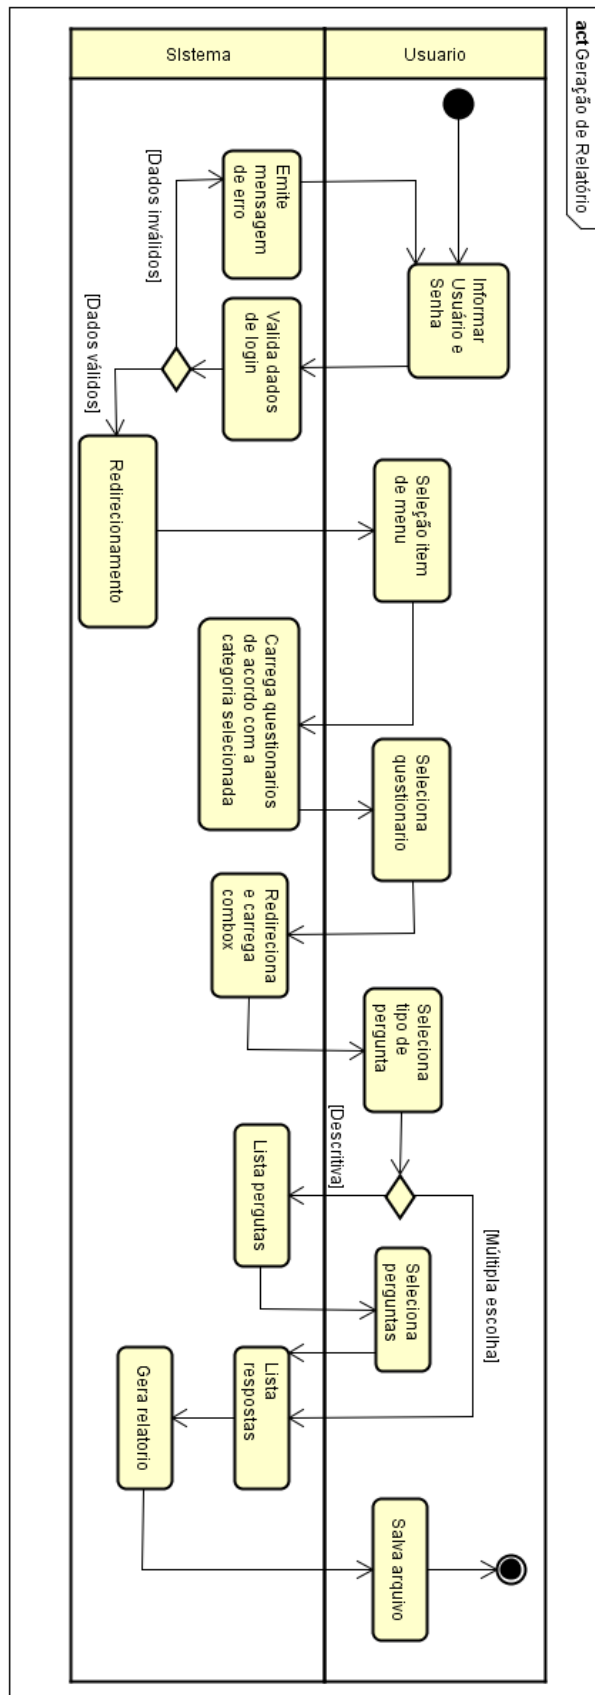 act Geração de Relatório
Usuario
SIstema
Informar
Usuário e
Senha
Emite
mensagem
de erro
Valida dados
de login
[Dados inválidos]
[Dados válidos]
Redirecionamento
Seleção item
de menu
Carrega questionarios
de acordo com a
categoria selecionada
Seleciona
questionario
Redireciona
e carrega
combox
Seleciona
tipo de
pergunta
[Descritiva]
[Múltipla escolha]
Lista pergutas
Seleciona
perguntas
Lista
respostas
Gera relatorio
Salva arquivo